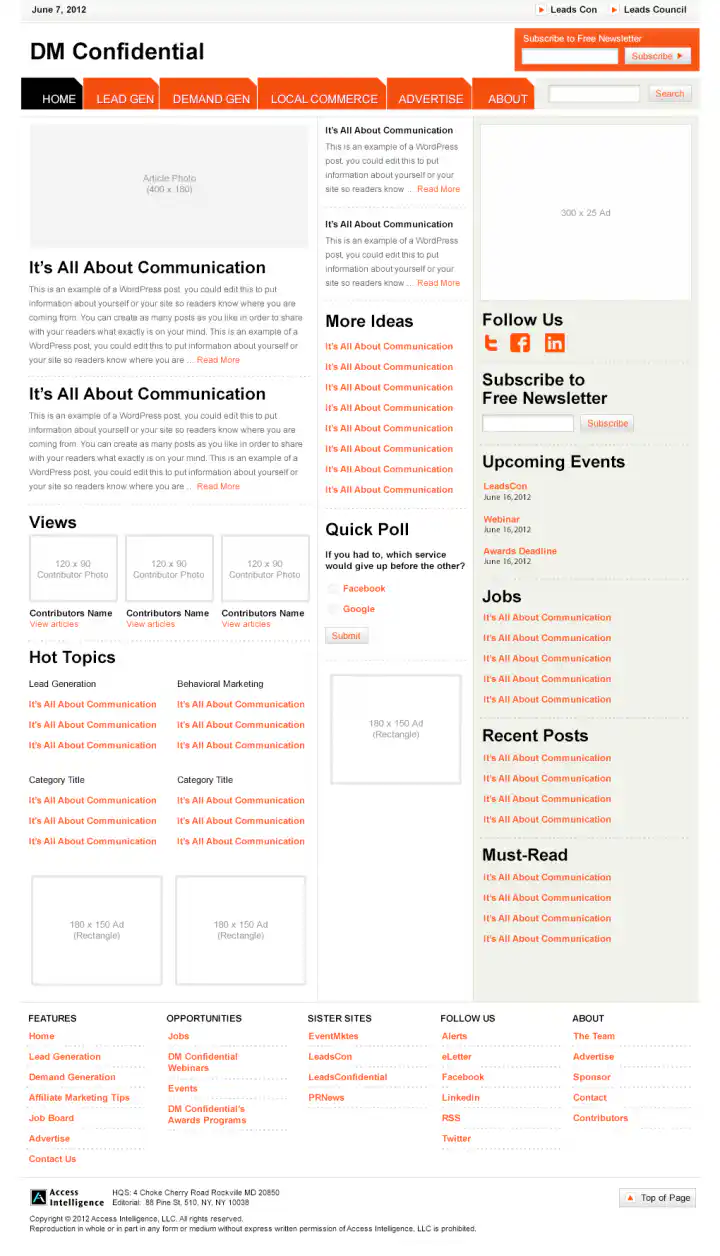 June 7, 2012
Leads Con
Leads Council
DM Confidential
Subscribe to Free Newsletter
Subscribe
HOME
LEAD GEN
DEMAND GEN
LOCAL COMMERCE
ADVERTISE
ABOUT
Search
Article Photo
(400 x 180)
It's All About Communication
This is an example of a WordPress post, you could edit this to put
information about yourself or your site so readers know where you are
coming from. You can create as many posts as you like in order to share
with your readers what exactly is on your mind. This is an example of a
WordPress post, you could edit this to put information about yourself or
your site so readers know where you are ... Read More
It's All About Communication
This is an example of a WordPress post, you could edit this to put
information about yourself or your site so readers know where you are
coming from. You can create as many posts as you like in order to share
with your readers what exactly is on your mind. This is an example of a
WordPress post, you could edit this to put information about yourself or
your site so readers know where you are ... Read More
Views
120 x 90
Contributor Photo
120 x 90
Contributor Photo
120 x 90
Contributor Photo
Contributors Name
View articles
Contributors Name
View articles
Contributors Name
View articles
Hot Topics
Lead Generation
It's All About Communication
It's All About Communication
It's All About Communication
Behavioral Marketing
It's All About Communication
It's All About Communication
It's All About Communication
Category Title
It's All About Communication
It's All About Communication
It's All About Communication
Category Title
It's All About Communication
It's All About Communication
It's All About Communication
180 x 150 Ad
(Rectangle)
180 x 150 Ad
(Rectangle)
It's All About Communication
This is an example of a WordPress
post, you could edit this to put
information about yourself or your
site so readers know ... Read More
It's All About Communication
This is an example of a WordPress
post, you could edit this to put
information about yourself or your
site so readers know ... Read More
More Ideas
It's All About Communication
It's All About Communication
It's All About Communication
It's All About Communication
It's All About Communication
It's All About Communication
It's All About Communication
It's All About Communication
Quick Poll
If you had to, which service
would give up before the other?
Facebook
Google
Submit
180 x 150 Ad
(Rectangle)
300 x 25 Ad
Follow Us
Subscribe to
Free Newsletter
Subscribe
Upcoming Events
LeadsCon
June 16, 2012
Webinar
June 16, 2012
Awards Deadline
June 16, 2012
Jobs
It's All About Communication
It's All About Communication
It's All About Communication
It's All About Communication
It's All About Communication
Recent Posts
It's All About Communication
It's All About Communication
It's All About Communication
It's All About Communication
Must-Read
It's All About Communication
It's All About Communication
It's All About Communication
It's All About Communication
FEATURES
Home
Lead Generation
Demand Generation
Affiliate Marketing Tips
Job Board
Advertise
Contact Us
OPPORTUNITIES
Jobs
DM Confidential
Webinars
Events
DM Confidential's
Awards Programs
SISTER SITES
EventMktes
LeadsCon
LeadsConfidential
PRNews
FOLLOW US
Alerts
eLetter
Facebook
Linkedin
RSS
Twitter
ABOUT
The Team
Advertise
Sponsor
Contact
Contributors
Access
Intelligence
HQS: 4 Choke Cherry Road Rockville MD 20850
Editorial: 88 Pine St, 510, NY, NY 10038
Top of Page
Copyright © 2012 Access Intelligence, LLC. All rights reserved.
Reproduction in whole or in part in any form or medium without express written permission of Access Intelligence, LLC is prohibited.